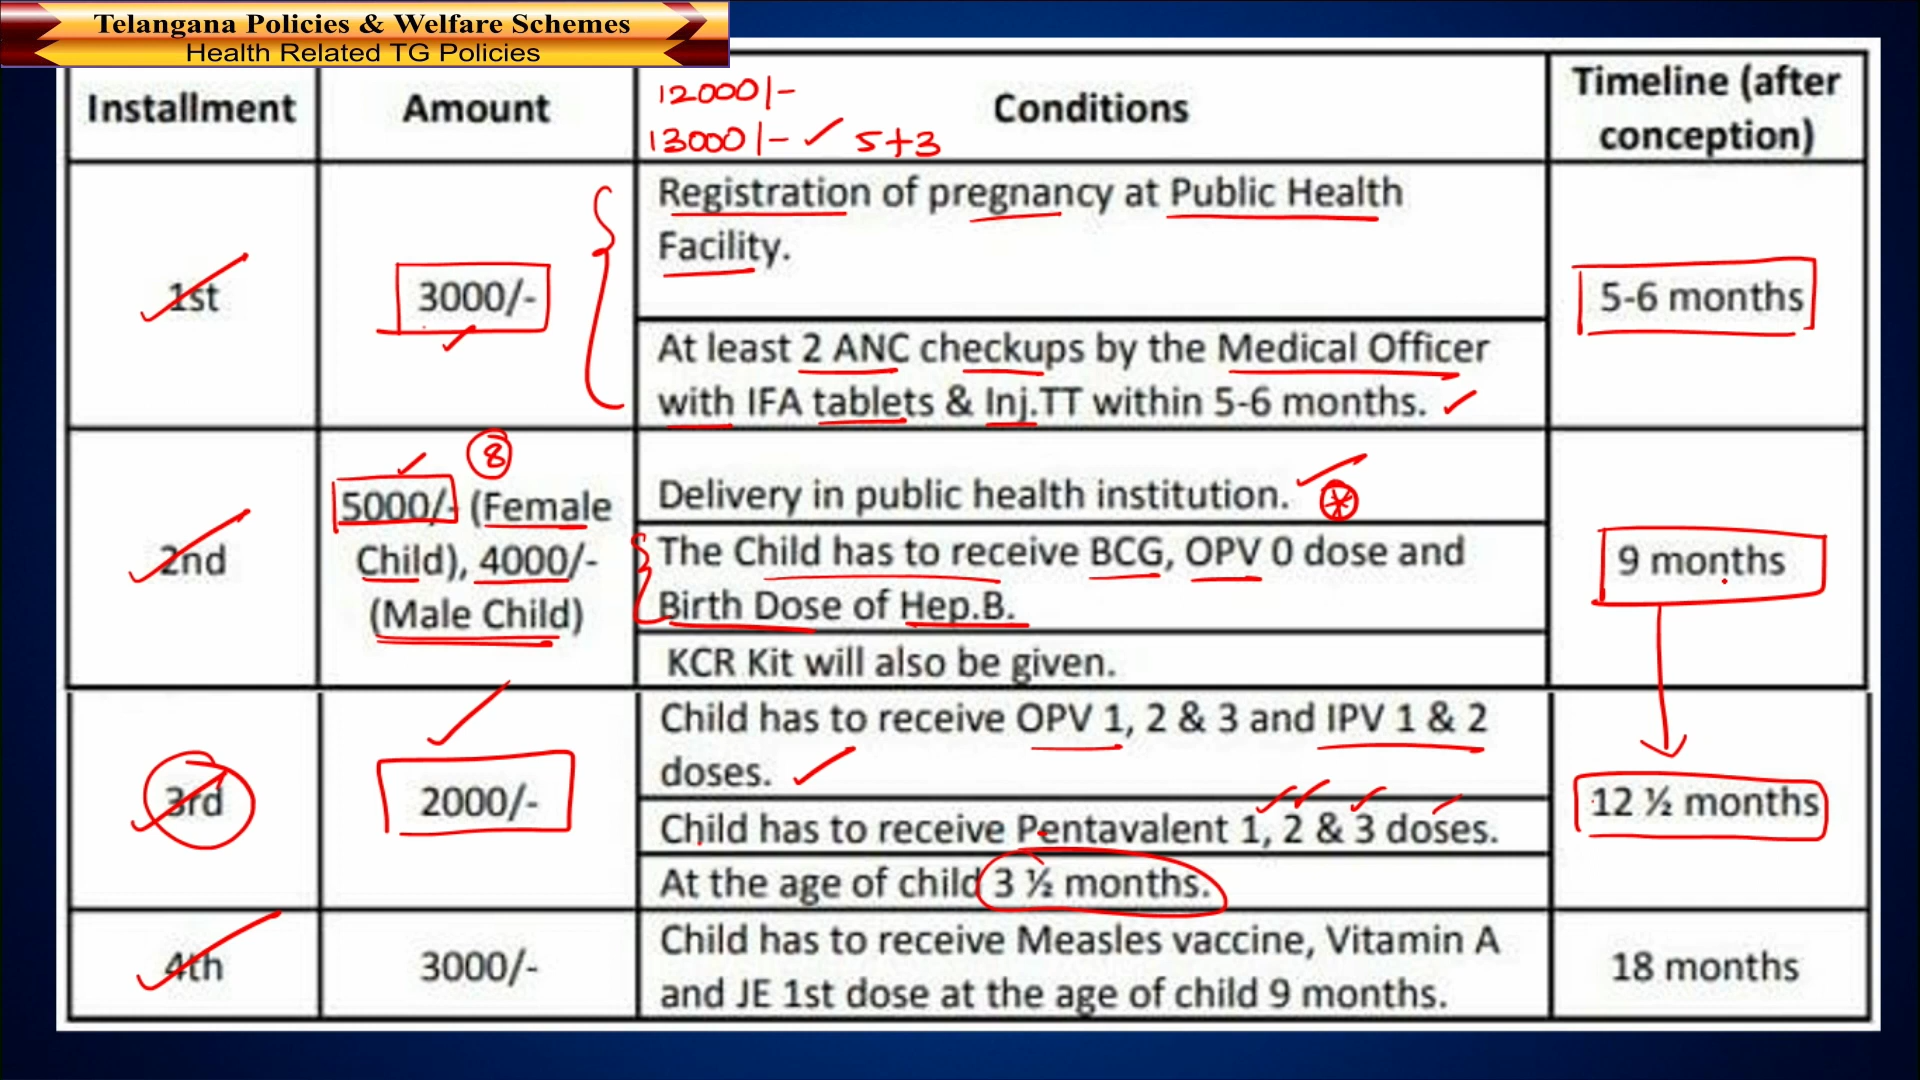 Telangana Policies & Welfare Schemes
Health Related TG Policies
Installment
Amount
12000/-
13000/- ✓ 5+3
Conditions
Timeline (after
conception)
1st
3000/-
Registration of pregnancy at Public Health
Facility.
At least 2 ANC checkups by the Medical Officer
with IFA tablets & Inj.TT within 5-6 months.
5-6 months
2nd
8
5000/- (Female
Child), 4000/-
(Male Child)
Delivery in public health institution.
The Child has to receive BCG, OPV 0 dose and
Birth Dose of Hep.B.
KCR Kit will also be given.
9 months
3rd
2000/-
Child has to receive OPV 1, 2 & 3 and IPV 1 & 2
doses.
Child has to receive Pentavalent 1, 2 & 3 doses.
At the age of child 3 ½ months.
12 ½ months
4th
3000/-
Child has to receive Measles vaccine, Vitamin A
and JE 1st dose at the age of child 9 months.
18 months